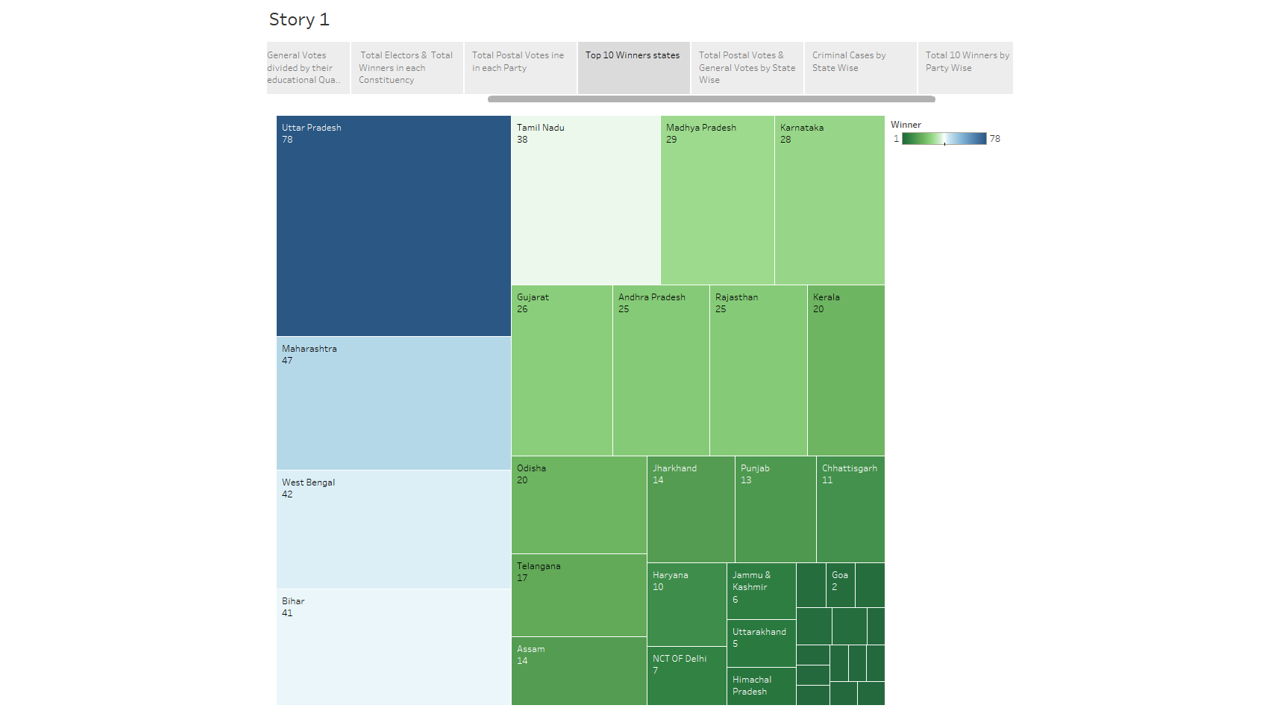 Story 1
General Votes
divided by their
educational Qua..
Total Electors & Total
Winners in each
Constituency
Total Postal Votes ine
in each Party
Top 10 Winners states
Total Postal Votes &
General Votes by State
Wise
Criminal Cases by
State Wise
Total 10 Winners by
Party Wise
Uttar Pradesh
78
Tamil Nadu
38
Madhya Pradesh
29
Karnataka
28
Winner
1
78
Gujarat
26
Andhra Pradesh
25
Rajasthan
25
Kerala
20
Maharashtra
47
West Bengal
42
Bihar
41
Odisha
20
Jharkhand
14
Punjab
13
Chhattisgarh
11
Telangana
17
Haryana
10
Jammu &
Kashmir
6
Goa
2
Uttarakhand
5
Assam
14
NCT OF Delhi
7
Himachal
Pradesh